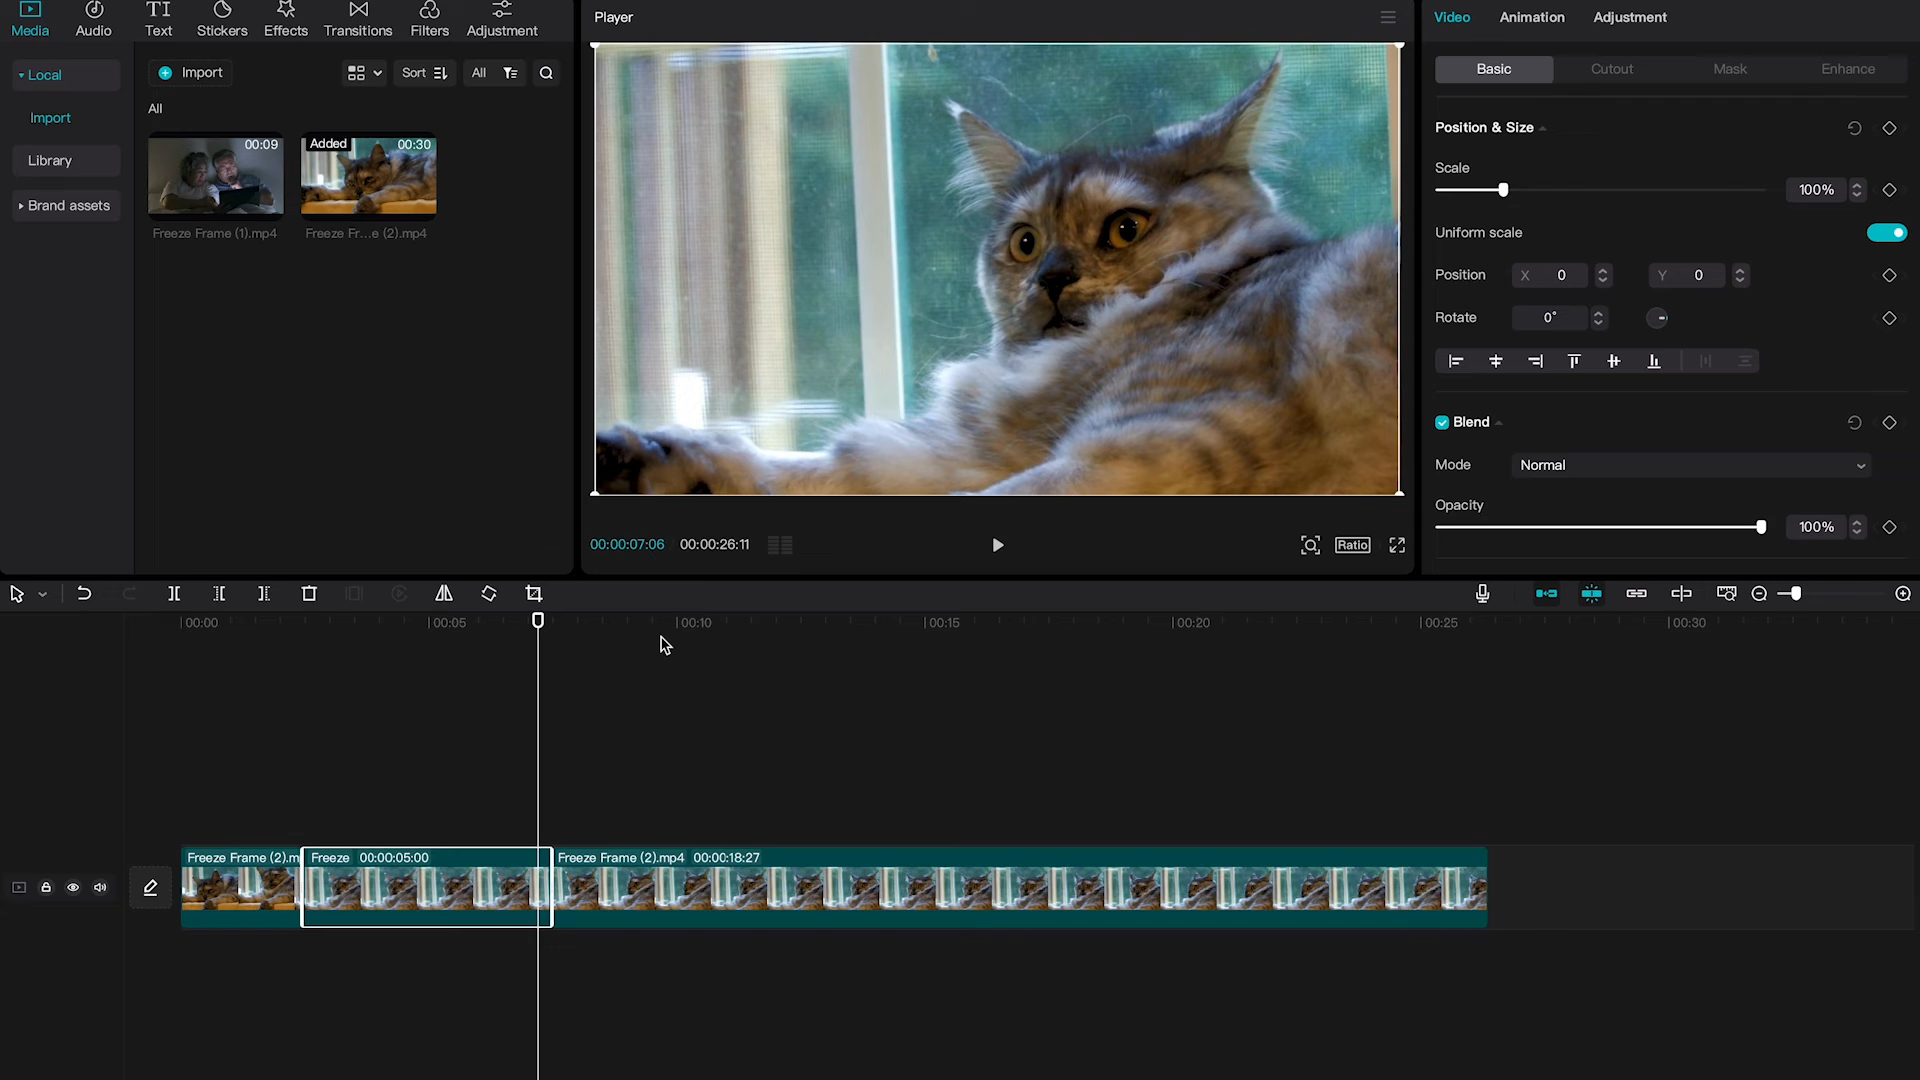 Media Audio Text Stickers Effects Transitions Filters Adjustment
Local
Import
Library
Brand assets
Import
Sort
All
All
00:09
Added 00:30
Freeze Frame (1).mp4
Freeze Fr...e (2).mp4
Player
00:00:07:06 00:00:26:11
Ratio
Video Animation Adjustment
Basic Cutout Mask Enhance
Position & Size
Scale
100%
Uniform scale
Position X 0 Y 0
Rotate 0°
Blend
Mode Normal
Opacity
100%
00:00 00:05 00:10 00:15 00:20 00:25 00:30
Freeze Frame (2).m
Freeze 00:00:05:00
Freeze Frame (2).mp4 00:00:18:27